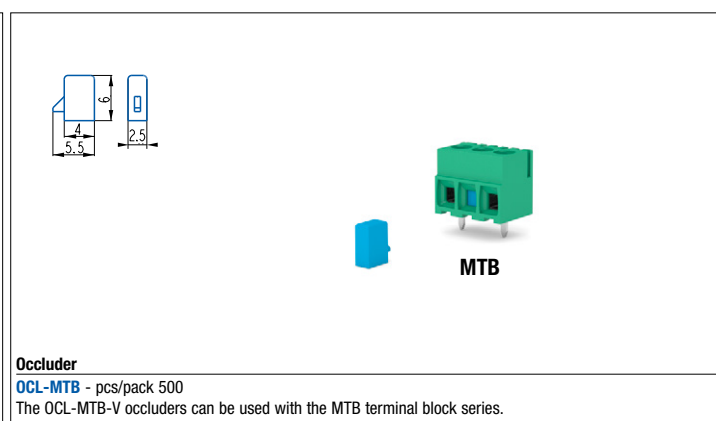 6
4
5.5
2.5
MTB
Occluder
OCL-MTB - pcs/pack 500
The OCL-MTB-V occluders can be used with the MTB terminal block series.